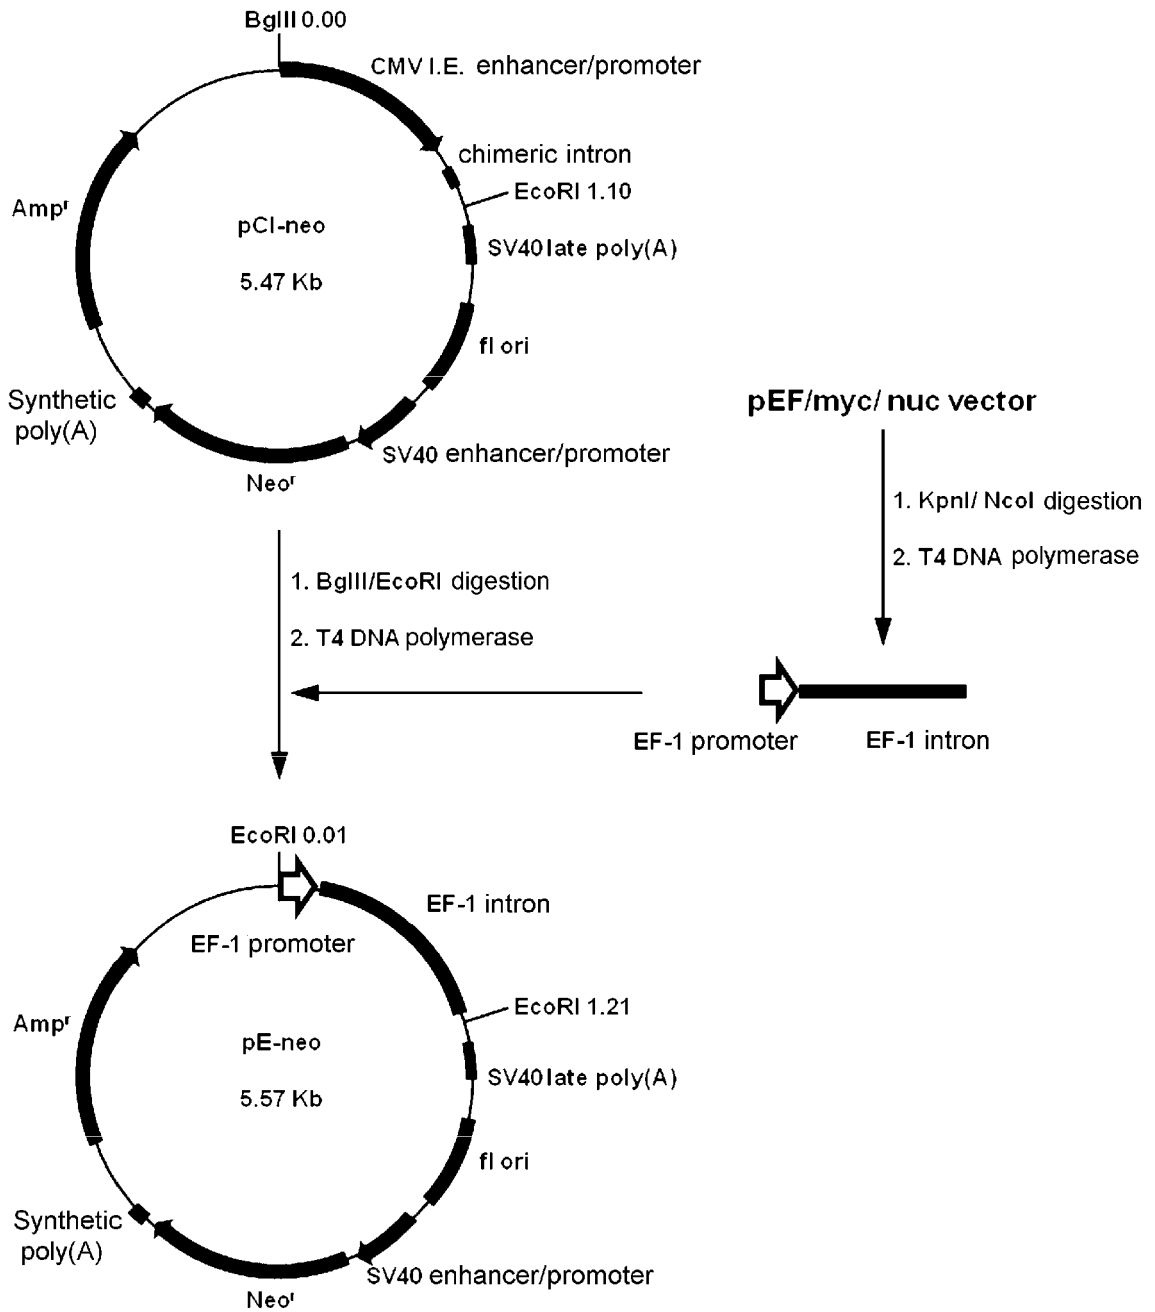 BglII 0.00
CMV I.E. enhancer/promoter
chimeric intron
EcoRI 1.10
Ampʳ
pCI-neo
5.47 Kb
SV40 late poly(A)
fI ori
Synthetic
poly(A)
SV40 enhancer/promoter
Neoʳ
pEF/myc/ nuc vector
1. KpnI/ NcoI digestion
2. T4 DNA polymerase
1. BglII/EcoRI digestion
2. T4 DNA polymerase
EF-1 promoter
EF-1 intron
EcoRI 0.01
EF-1 intron
EF-1 promoter
EcoRI 1.21
Ampʳ
pE-neo
5.57 Kb
SV40 late poly(A)
fI ori
Synthetic
poly(A)
SV40 enhancer/promoter
Neoʳ